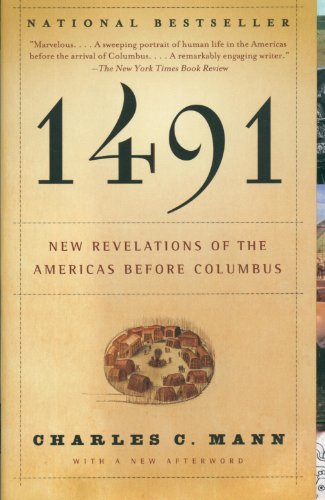 NATIONAL BESTSELLER
"Marvelous. . . . A sweeping portrait of human life in the Americas
before the arrival of Columbus. . . . A remarkably engaging writer."
—The New York Times Book Review
1491
NEW REVELATIONS OF THE
AMERICAS BEFORE COLUMBUS
CHARLES C. MANN
WITH A NEW AFTERWORD